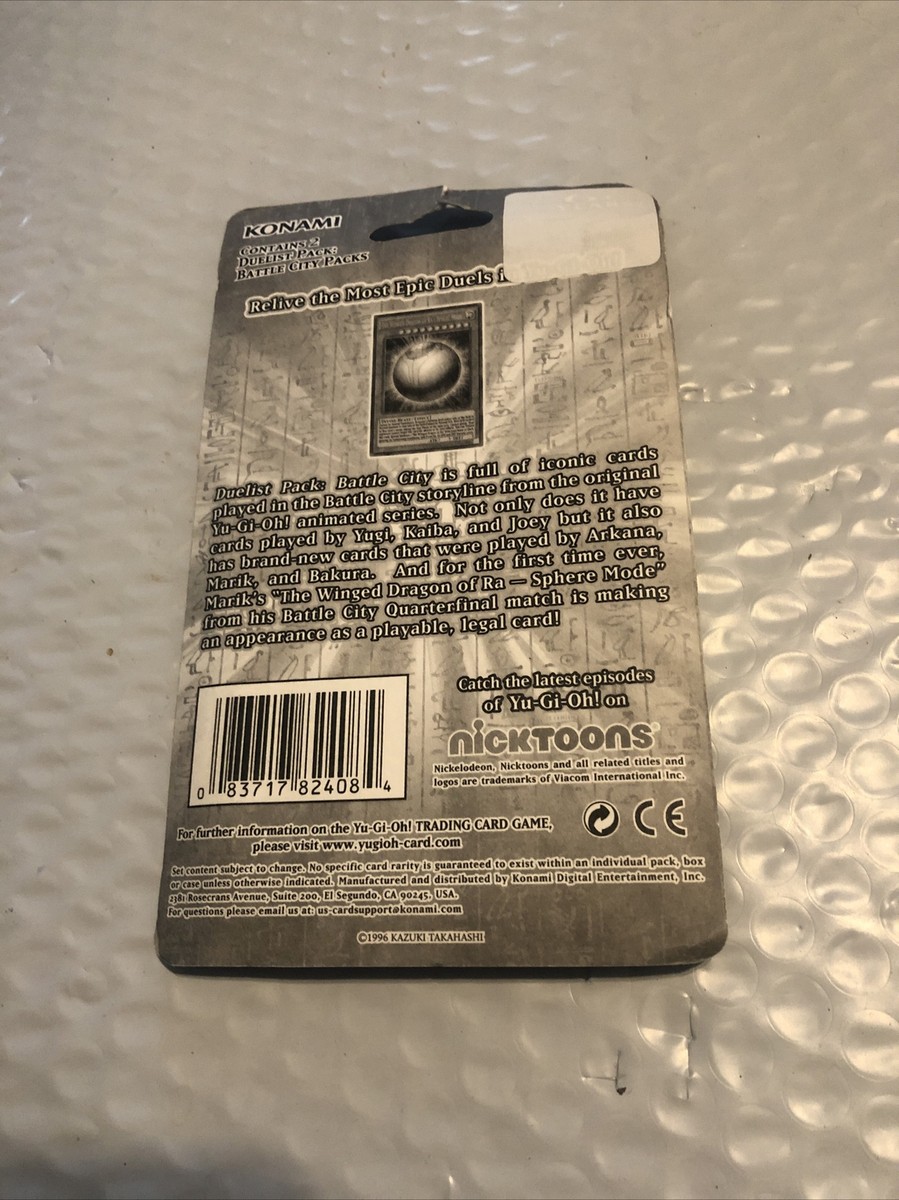 KONAMI
CONTAINS 2
DUELIST PACK:
BATTLE CITY PACKS
Relive the Most Epic Duels
Duelist Pack: Battle City is full of iconic cards
played in the Battle City storyline from the original
Yu-Gi-Oh! animated series. Not only does it have
cards played by Yugi, Kaiba, and Joey but it also
has brand-new cards that were played by Arkana,
Marik, and Bakura. And for the first time ever,
Marik's "The Winged Dragon of Ra — Sphere Mode"
from his Battle City Quarterfinal match is making
an appearance as a playable, legal card!
Catch the latest episodes
of Yu-Gi-Oh! on
nicktoons
Nickelodeon, Nicktoons and all related titles and
logos are trademarks of Viacom International Inc.
0 83717 82408 4
For further information on the Yu-Gi-Oh! TRADING CARD GAME,
please visit www.yugioh-card.com
CE
Set content subject to change. No specific card rarity is guaranteed to exist within an individual pack, box
or case unless otherwise indicated. Manufactured and distributed by Konami Digital Entertainment, Inc.
2381 Rosecrans Avenue, Suite 200, El Segundo, CA 90245, USA.
For questions please email us at: us-cardsupport@konami.com
©1996 KAZUKI TAKAHASHI